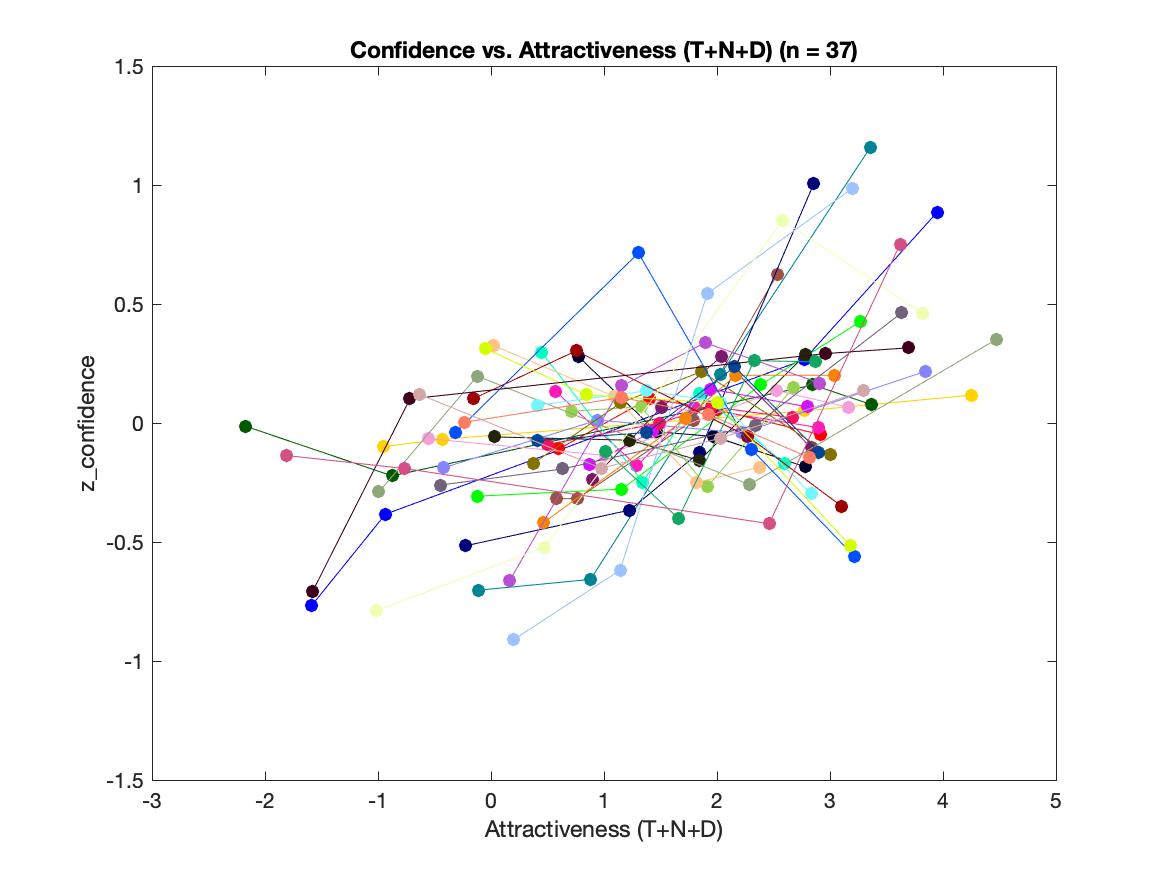 Confidence vs. Attractiveness (T+N+D) (n = 37)
1.5
1
0.5
0
-0.5
-1
-1.5
z_confidence
-3 -2 -1 0 1 2 3 4 5
Attractiveness (T+N+D)